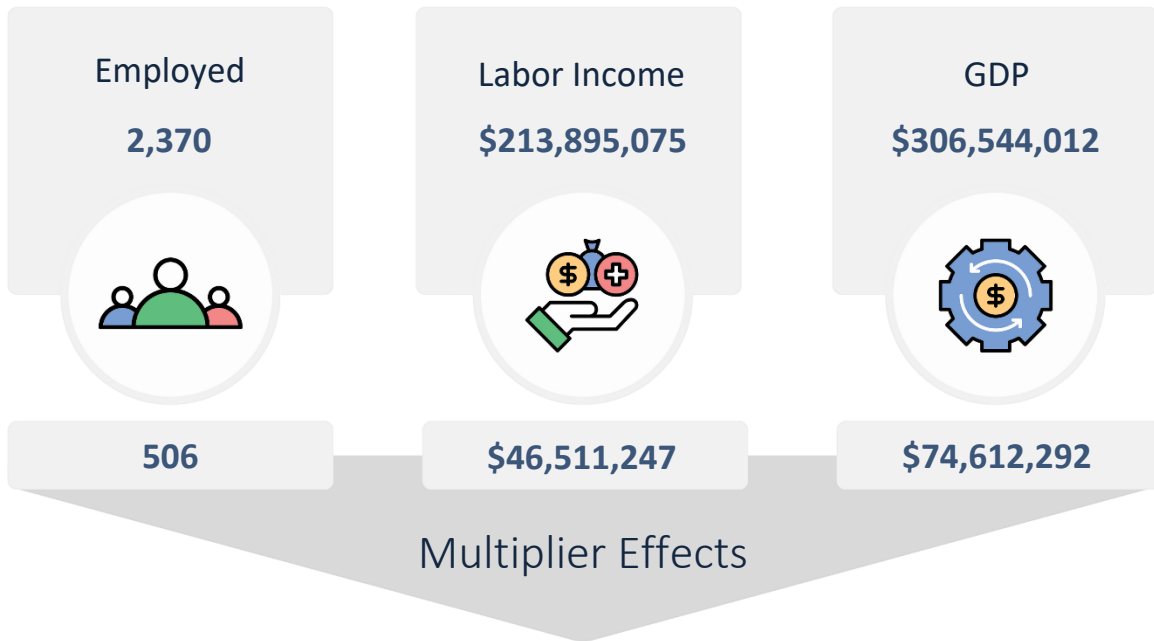 Employed
2,370
Labor Income
$213,895,075
GDP
$306,544,012
506
$46,511,247
$74,612,292
Multiplier Effects